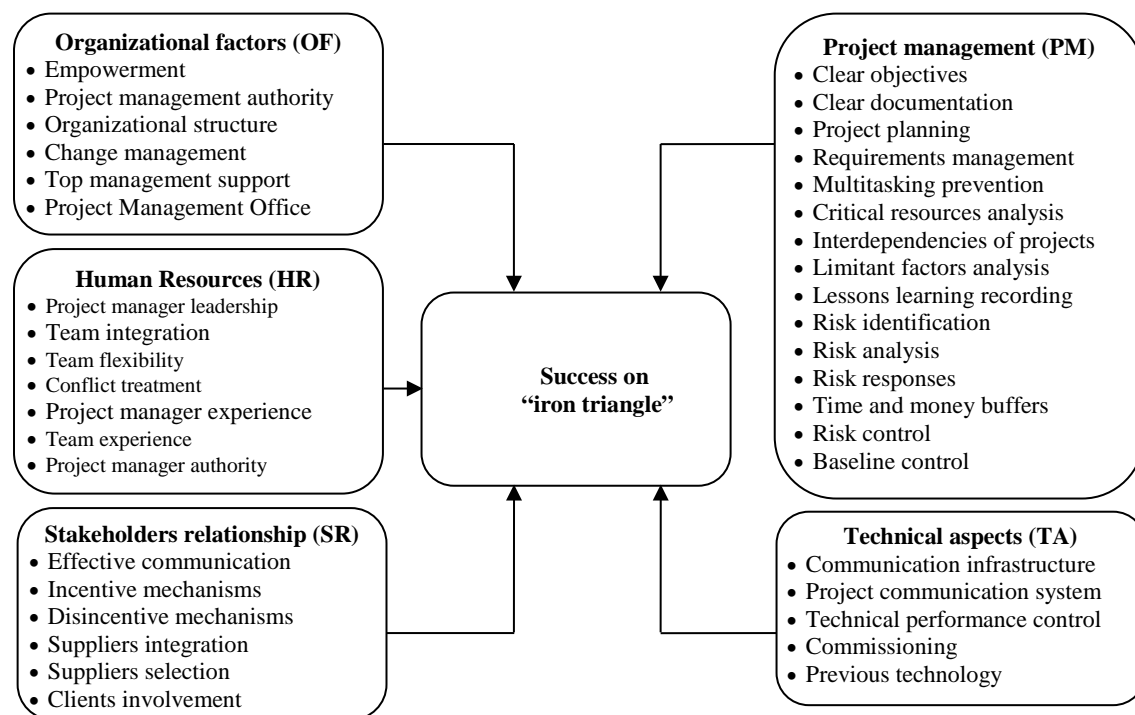 Organizational factors (OF)
• Empowerment
• Project management authority
• Organizational structure
• Change management
• Top management support
• Project Management Office
Human Resources (HR)
• Project manager leadership
• Team integration
• Team flexibility
• Conflict treatment
• Project manager experience
• Team experience
• Project manager authority
Stakeholders relationship (SR)
• Effective communication
• Incentive mechanisms
• Disincentive mechanisms
• Suppliers integration
• Suppliers selection
• Clients involvement
Success on
“iron triangle”
Project management (PM)
• Clear objectives
• Clear documentation
• Project planning
• Requirements management
• Multitasking prevention
• Critical resources analysis
• Interdependencies of projects
• Limitant factors analysis
• Lessons learning recording
• Risk identification
• Risk analysis
• Risk responses
• Time and money buffers
• Risk control
• Baseline control
Technical aspects (TA)
• Communication infrastructure
• Project communication system
• Technical performance control
• Commissioning
• Previous technology